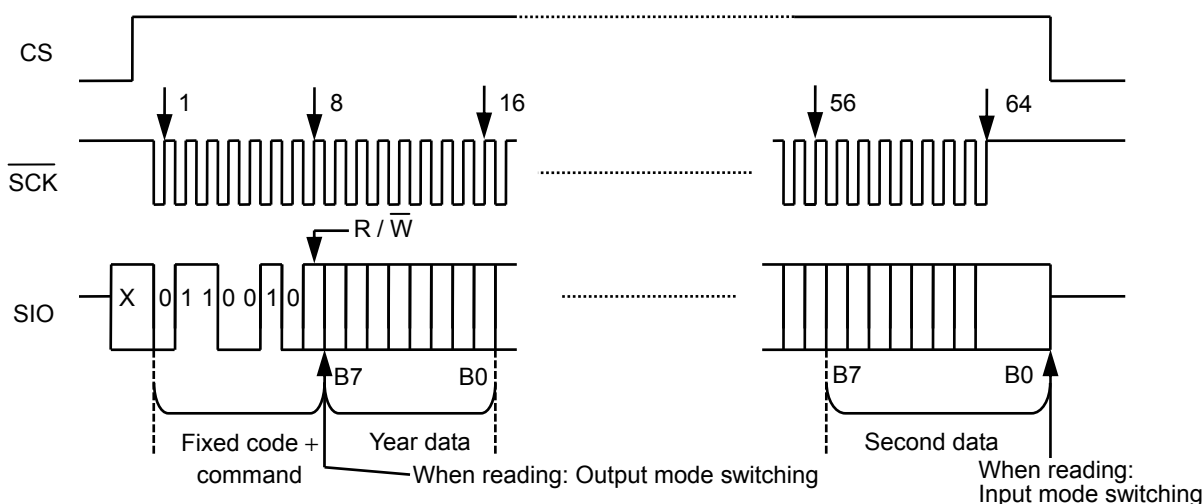 CS
1 8 16 56 64
SCK
R / W
X 0 1 1 0 0 1 0
SIO
B7 B0 B7 B0
Fixed code +
command
Year data
Second data
When reading: Output mode switching
When reading:
Input mode switching